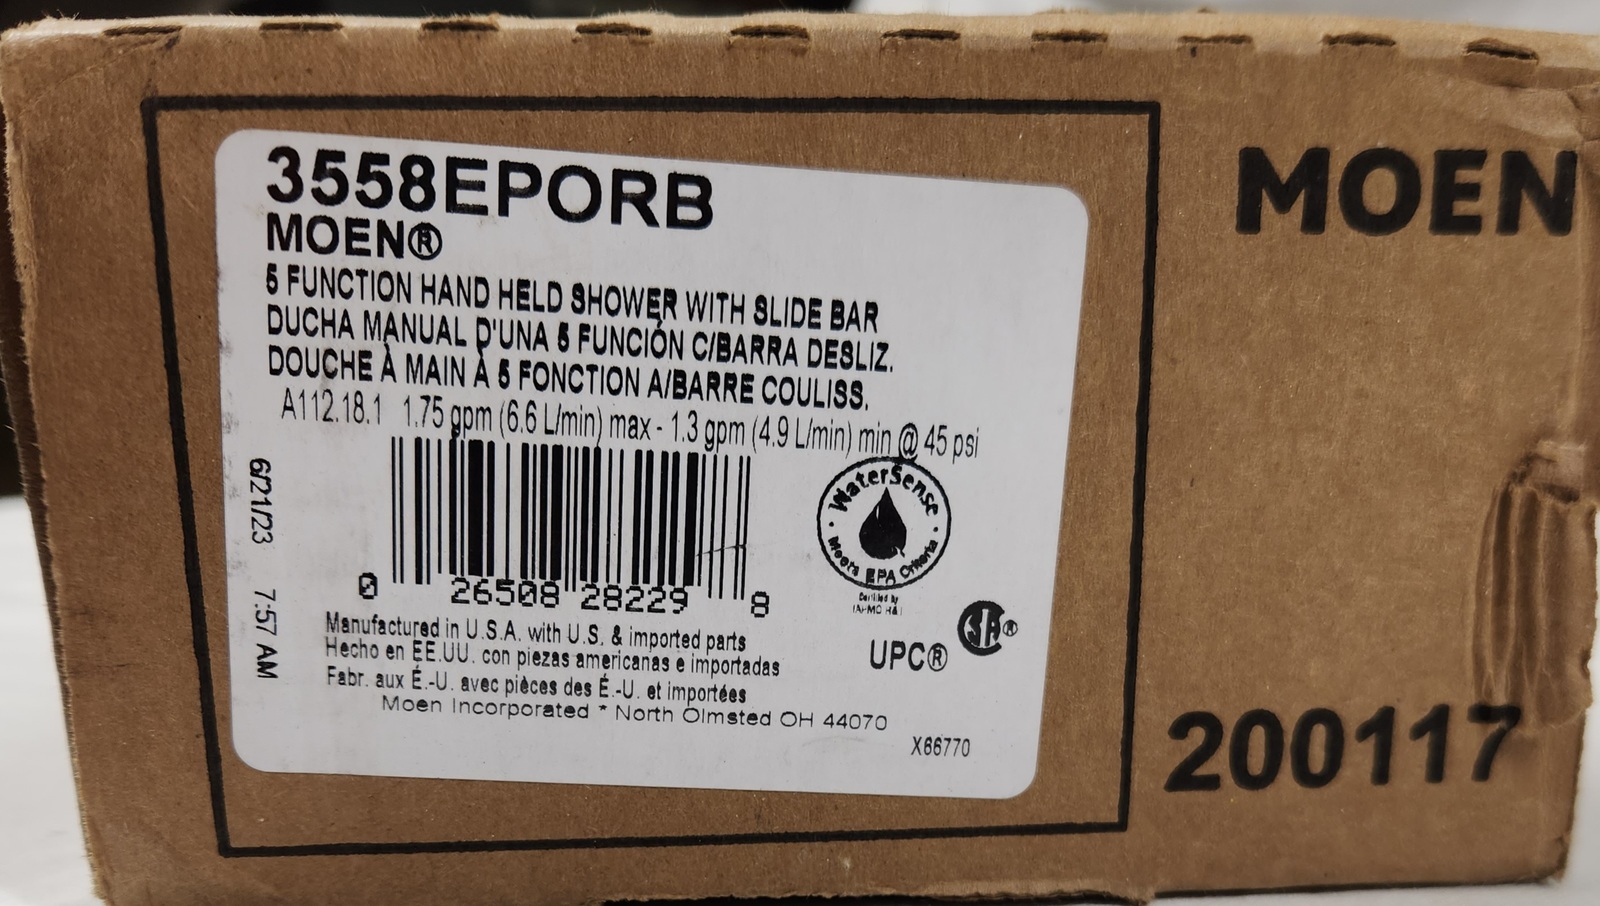 3558EPORB
MOEN®
5 FUNCTION HAND HELD SHOWER WITH SLIDE BAR
DUCHA MANUAL D'UNA 5 FUNCIÓN C/BARRA DESLIZ.
DOUCHE À MAIN À 5 FONCTION A/BARRE COULISS.
A112.18.1 1.75 gpm (6.6 L/min) max - 1.3 gpm (4.9 L/min) min @ 45 psi
6/21/23 7:57 AM
0 26508 28229 8
WaterSense
Meets EPA Criteria
Certified by
IAPMO R&T
UPC®
SA®
Manufactured in U.S.A. with U.S. & imported parts
Hecho en EE.UU. con piezas americanas e importadas
Fabr. aux É.-U. avec pièces des É.-U. et importées
Moen Incorporated * North Olmsted OH 44070
X66770
MOEN
200117